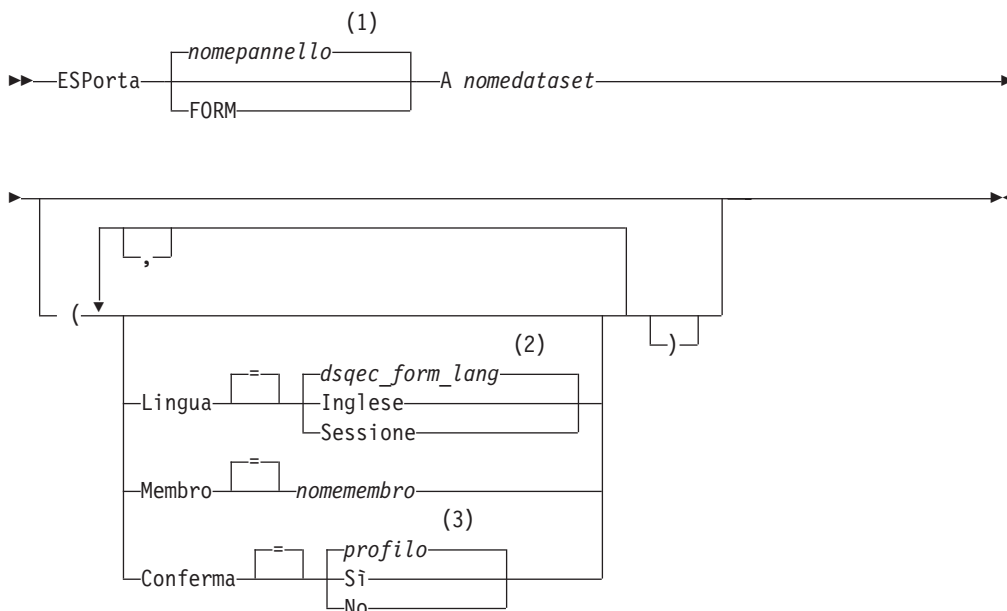 (1)
nomepannello
ESPorta A nomedataset
FORM
,
(
)
(2)
= dsqec_form_lang
Lingua Inglese
Sessione
=
Membro nomemembro
(3)
= profilo
Conferma Sì
No